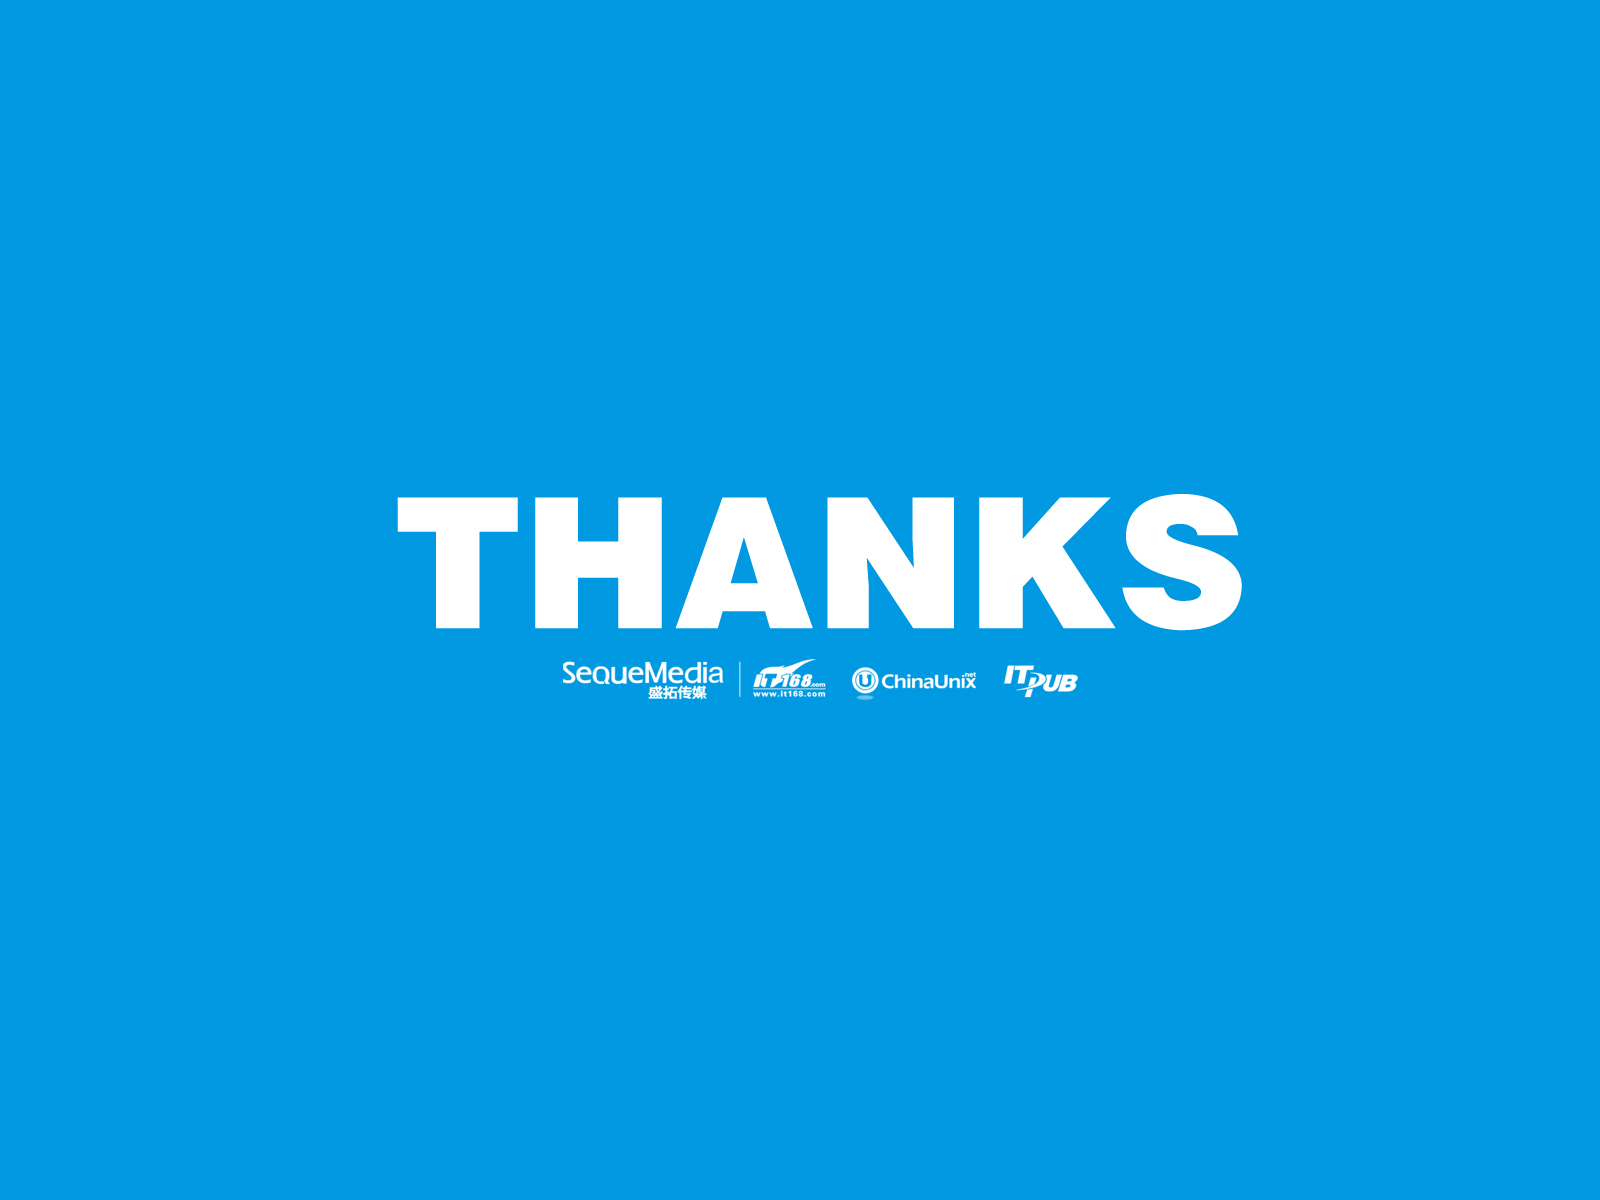 THANKS
SequeMedia
盛拓传媒
IT168.com
www.it168.com
ChinaUnix.net
ITPUB